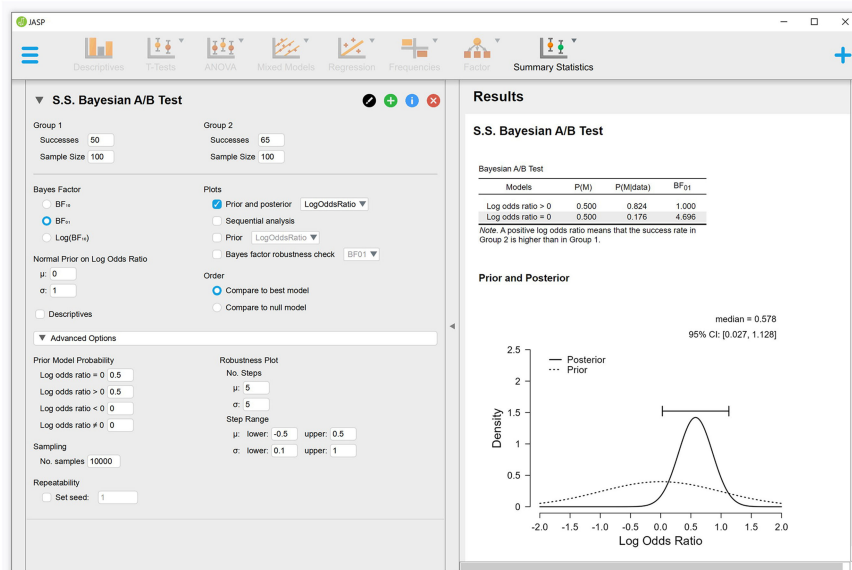 JASP
Descriptives T-Tests ANOVA Mixed Models Regression Frequencies Factor Summary Statistics
S.S. Bayesian A/B Test
Group 1
Successes 50
Sample Size 100
Group 2
Successes 65
Sample Size 100
Bayes Factor
BF₁₀
BF₀₁
Log(BF₁₀)
Normal Prior on Log Odds Ratio
μ: 0
σ: 1
Descriptives
Plots
Prior and posterior LogOddsRatio
Sequential analysis
Prior LogOddsRatio
Bayes factor robustness check BF01
Order
Compare to best model
Compare to null model
Advanced Options
Prior Model Probability
Log odds ratio = 0 0.5
Log odds ratio > 0 0.5
Log odds ratio < 0 0
Log odds ratio ≠ 0 0
Sampling
No. samples 10000
Repeatability
Set seed: 1
Robustness Plot
No. Steps
μ: 5
σ: 5
Step Range
μ: lower: -0.5 upper: 0.5
σ: lower: 0.1 upper: 1
Results
S.S. Bayesian A/B Test
Bayesian A/B Test
Models P(M) P(M|data) BF₀₁
Log odds ratio > 0 0.500 0.824 1.000
Log odds ratio = 0 0.500 0.176 4.696
Note. A positive log odds ratio means that the success rate in
Group 2 is higher than in Group 1.
Prior and Posterior
median = 0.578
95% CI: [0.027, 1.128]
Posterior
Prior
2.5
2
1.5
1
0.5
0
Density
-2.0 -1.5 -1.0 -0.5 0.0 0.5 1.0 1.5 2.0
Log Odds Ratio